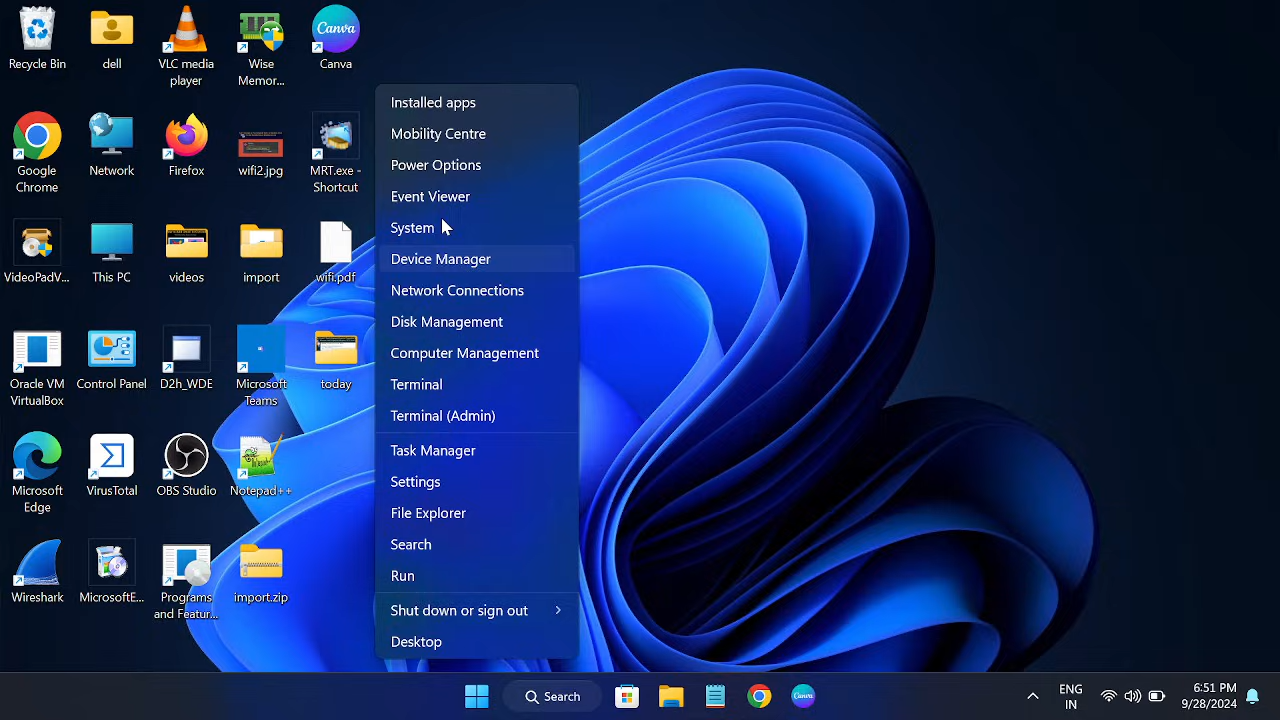 Recycle Bin
dell
VLC media
player
Wise
Memor...
Canva
Canva
Google
Chrome
Network
Firefox
wifi2.jpg
MRT.exe -
Shortcut
VideoPadV...
This PC
videos
import
wifi.pdf
Oracle VM
VirtualBox
Control Panel
D2h_WDE
Microsoft
Teams
today
Microsoft
Edge
VirusTotal
OBS Studio
Notepad++
Wireshark
MicrosoftE...
Programs
and Featur...
import.zip
Installed apps
Mobility Centre
Power Options
Event Viewer
System
Device Manager
Network Connections
Disk Management
Computer Management
Terminal
Terminal (Admin)
Task Manager
Settings
File Explorer
Search
Run
Shut down or sign out
Desktop
Search
Canva
ENG
IN
6:51 PM
9/28/2024